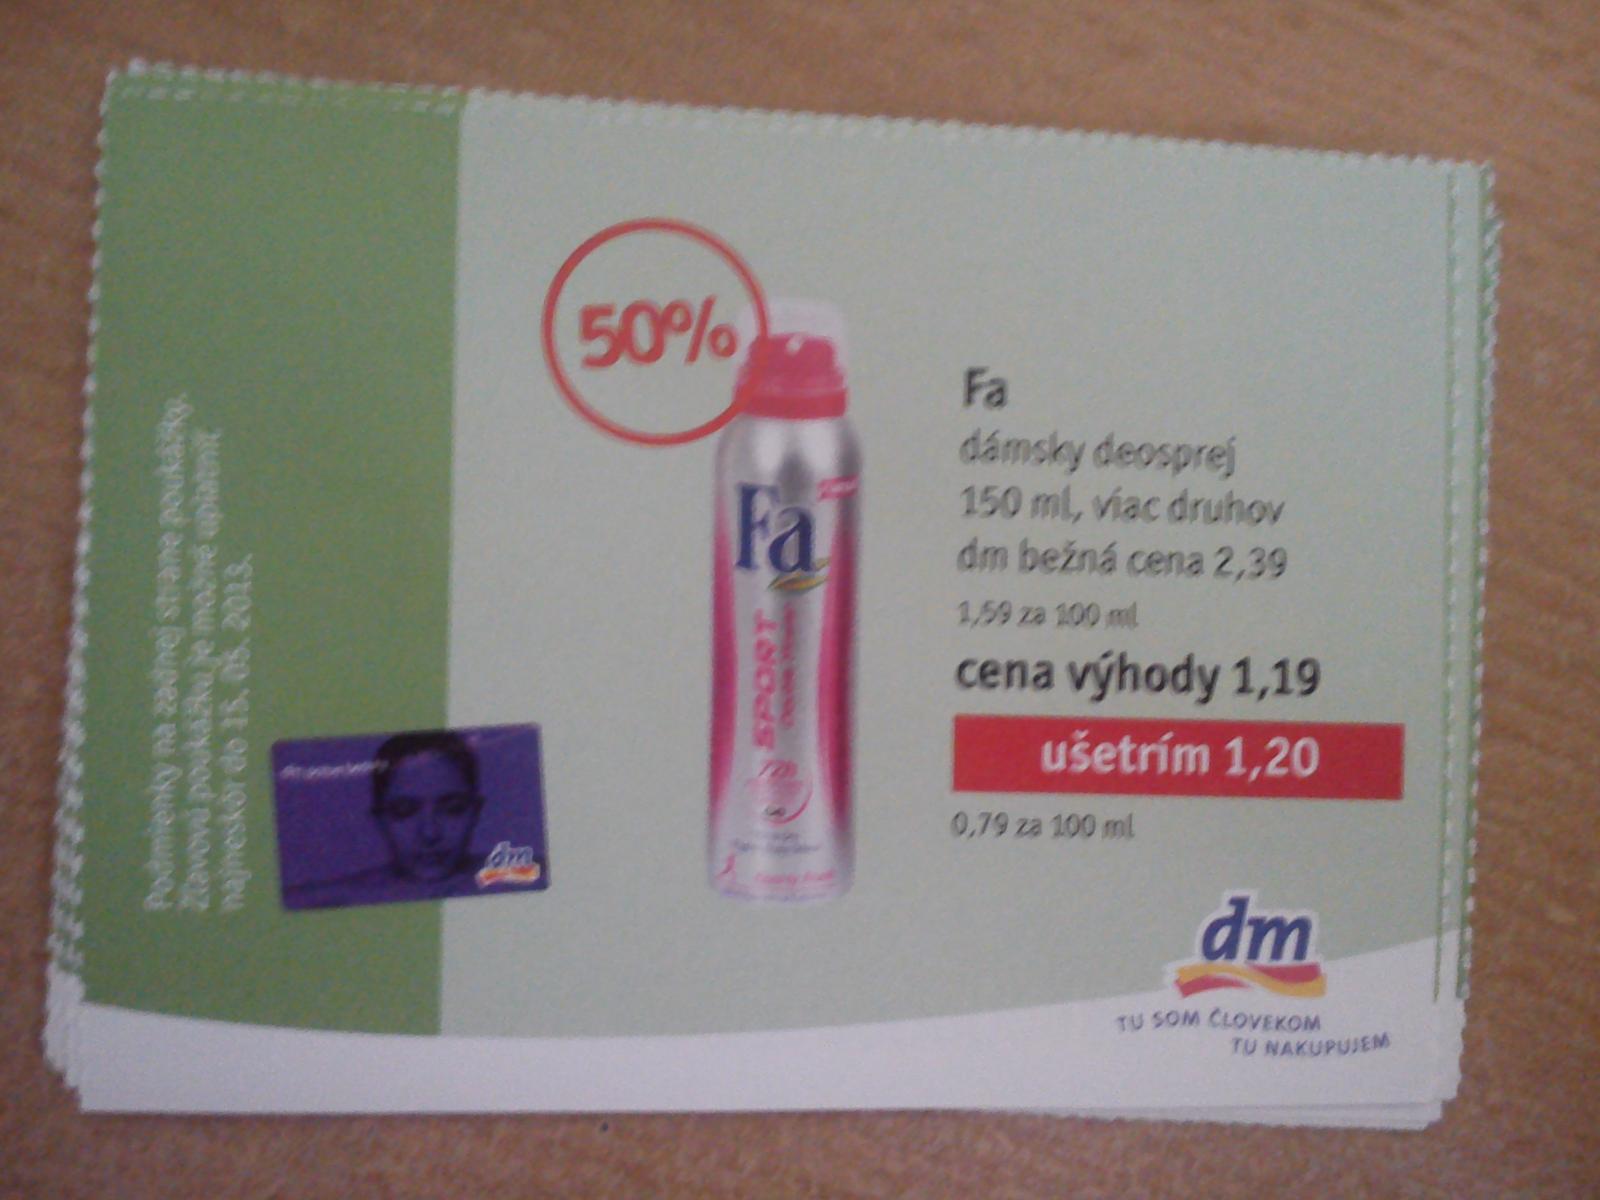 Podmienky na zadnej strane poukážky.
Zľavovú poukážku je možné uplatniť
najneskôr do 15. 05. 2013.
dm
50%
Fa
SPORT
Fa
dámsky deosprej
150 ml, viac druhov
dm bežná cena 2,39
1,59 za 100 ml
cena výhody 1,19
ušetrím 1,20
0,79 za 100 ml
dm
TU SOM ČLOVEKOM
TU NAKUPUJEM